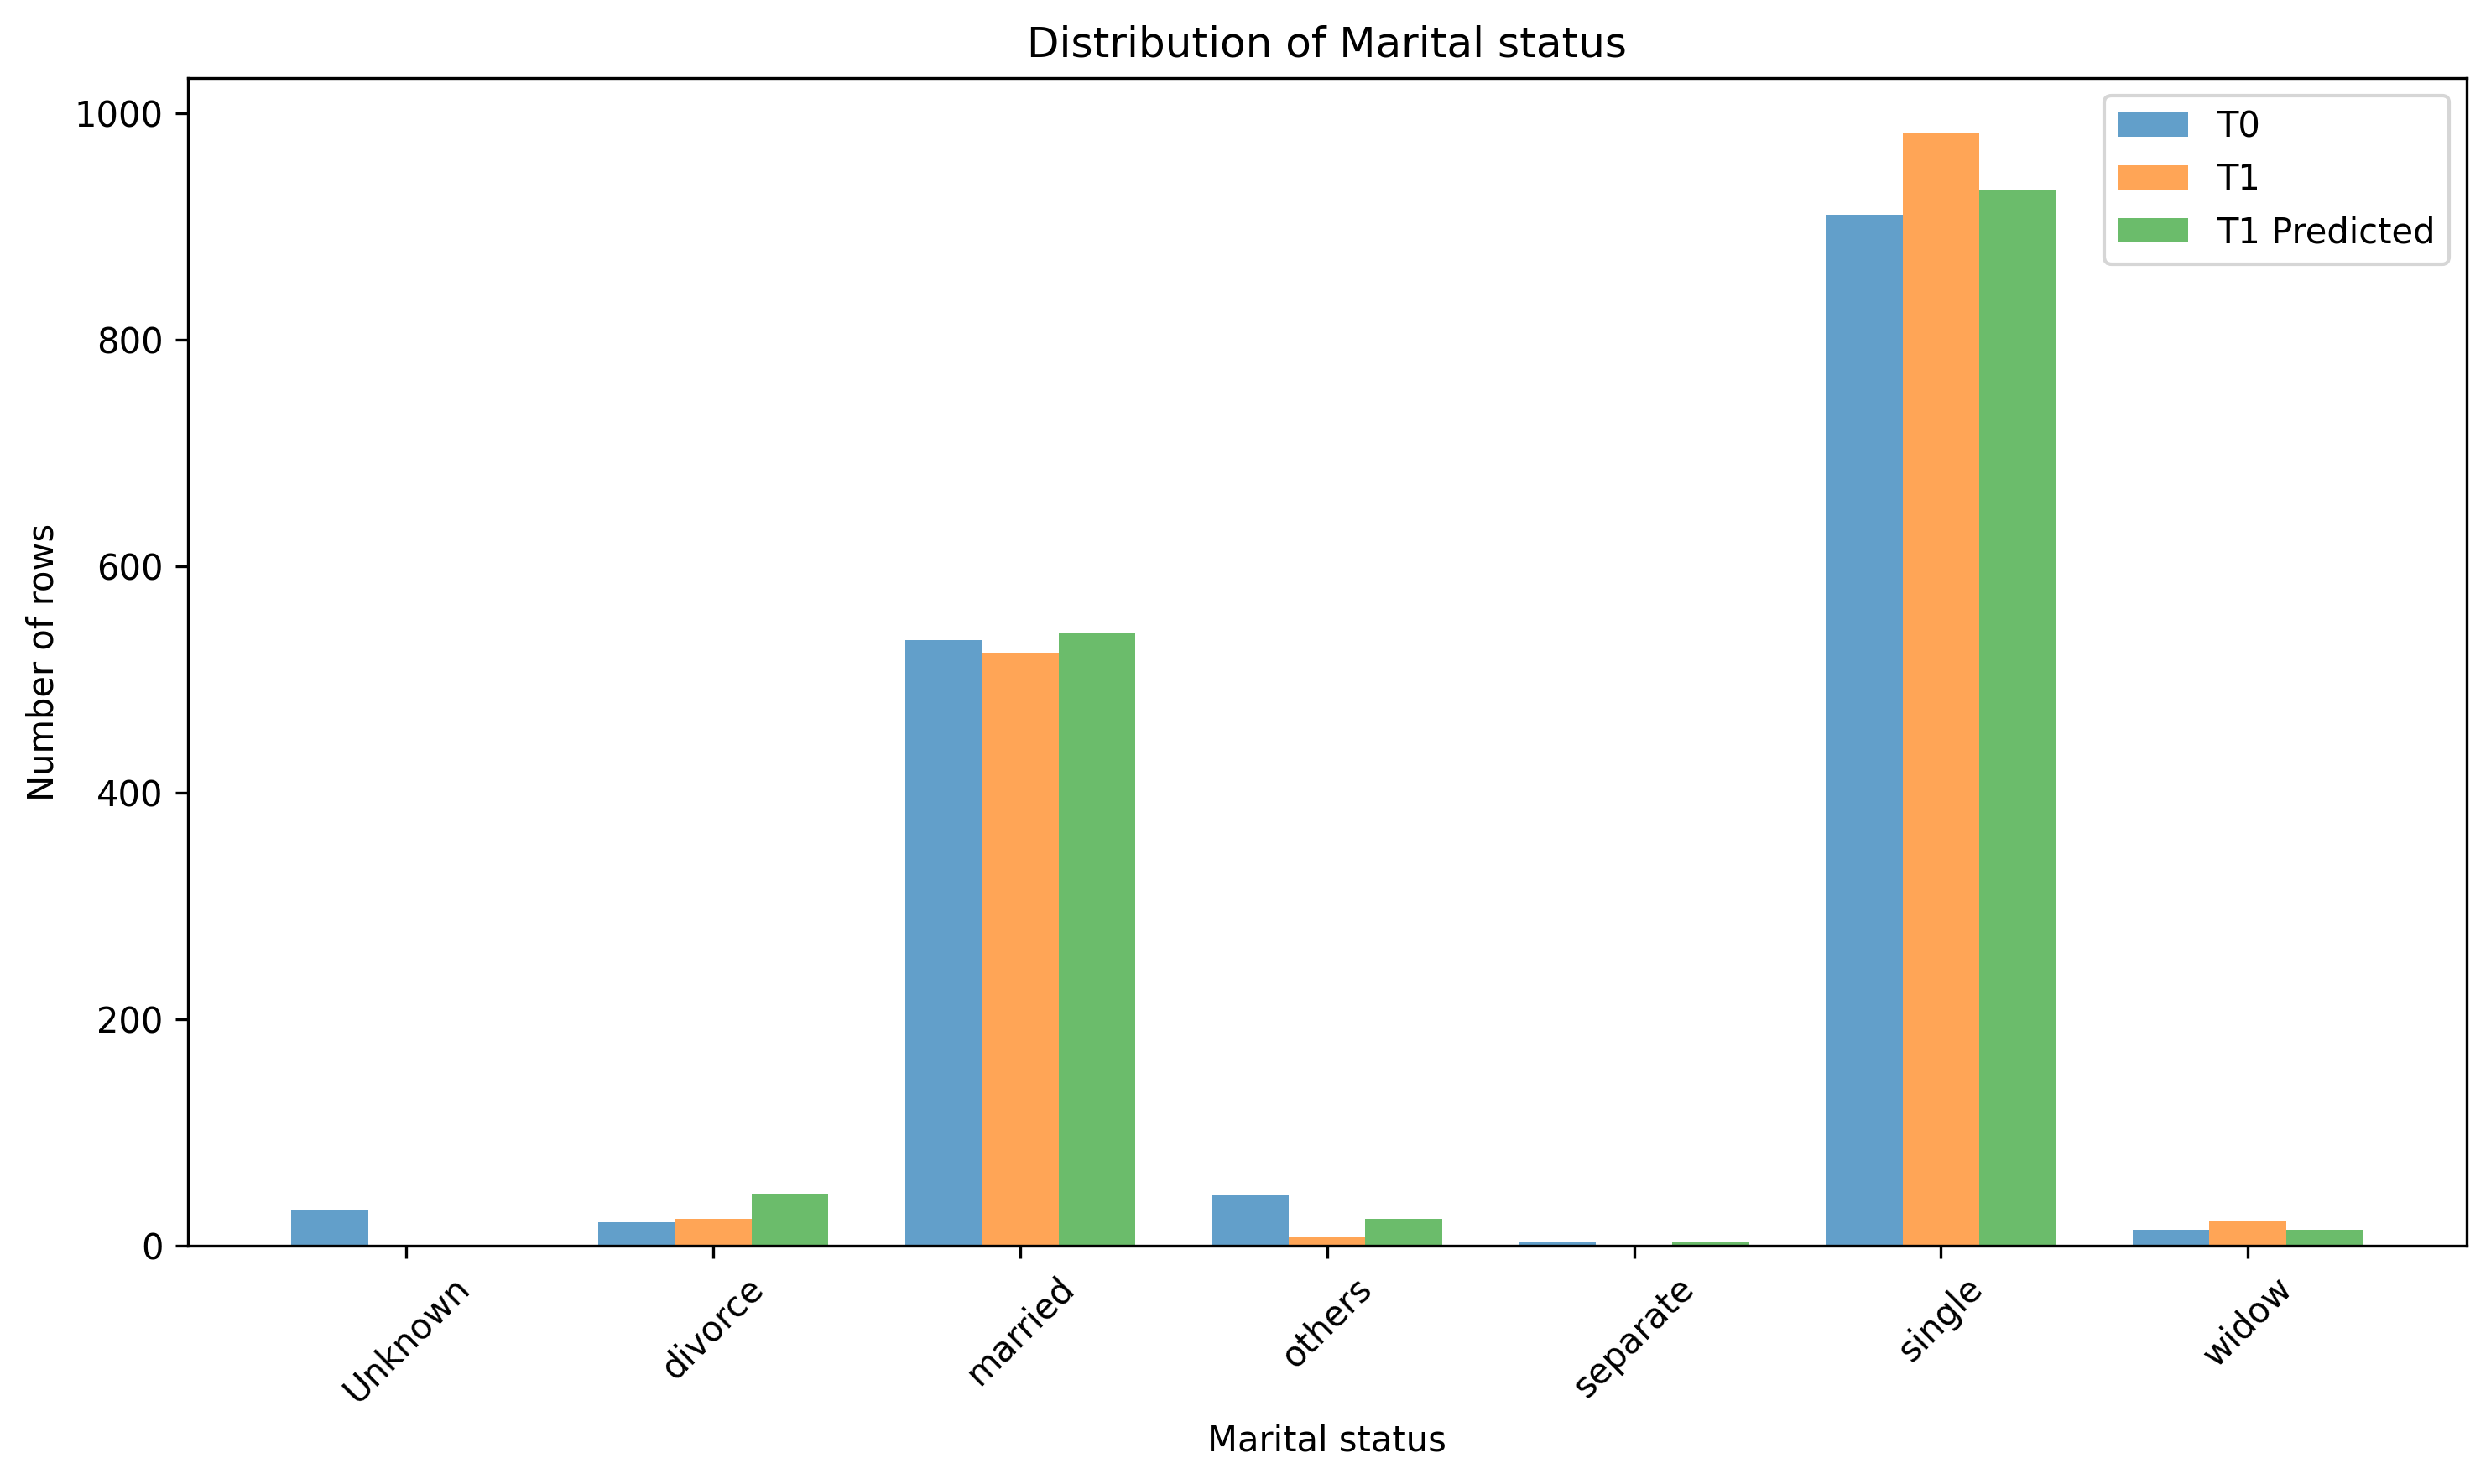 Distribution of Marital status
1000
800
600
400
200
0
Number of rows
T0
T1
T1 Predicted
Unknown
divorce
married
others
separate
single
widow
Marital status